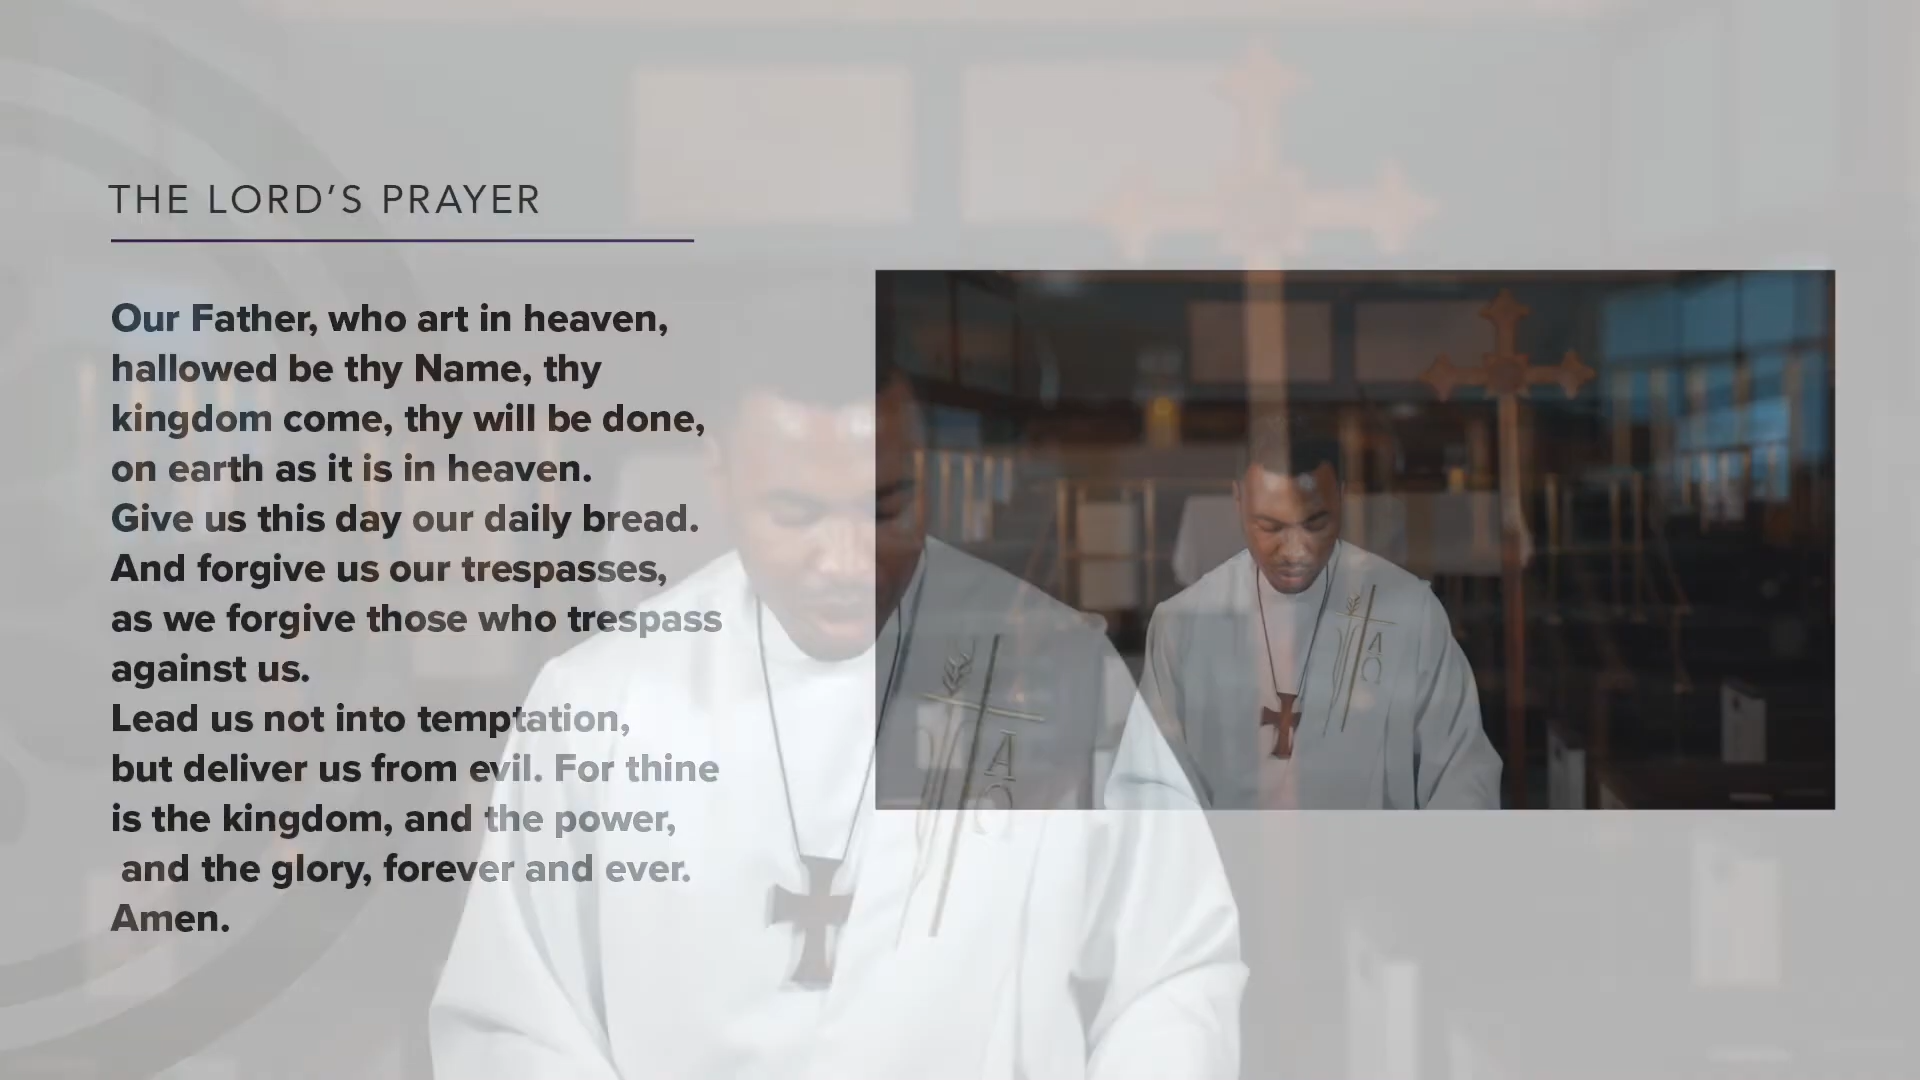 THE LORD’S PRAYER
Our Father, who art in heaven,
hallowed be thy Name, thy
kingdom come, thy will be done,
on earth as it is in heaven.
Give us this day our daily bread.
And forgive us our trespasses,
as we forgive those who trespass
against us.
Lead us not into temptation,
but deliver us from evil. For thine
is the kingdom, and the power,
and the glory, forever and ever.
Amen.
Α
Ω
Α
Ω